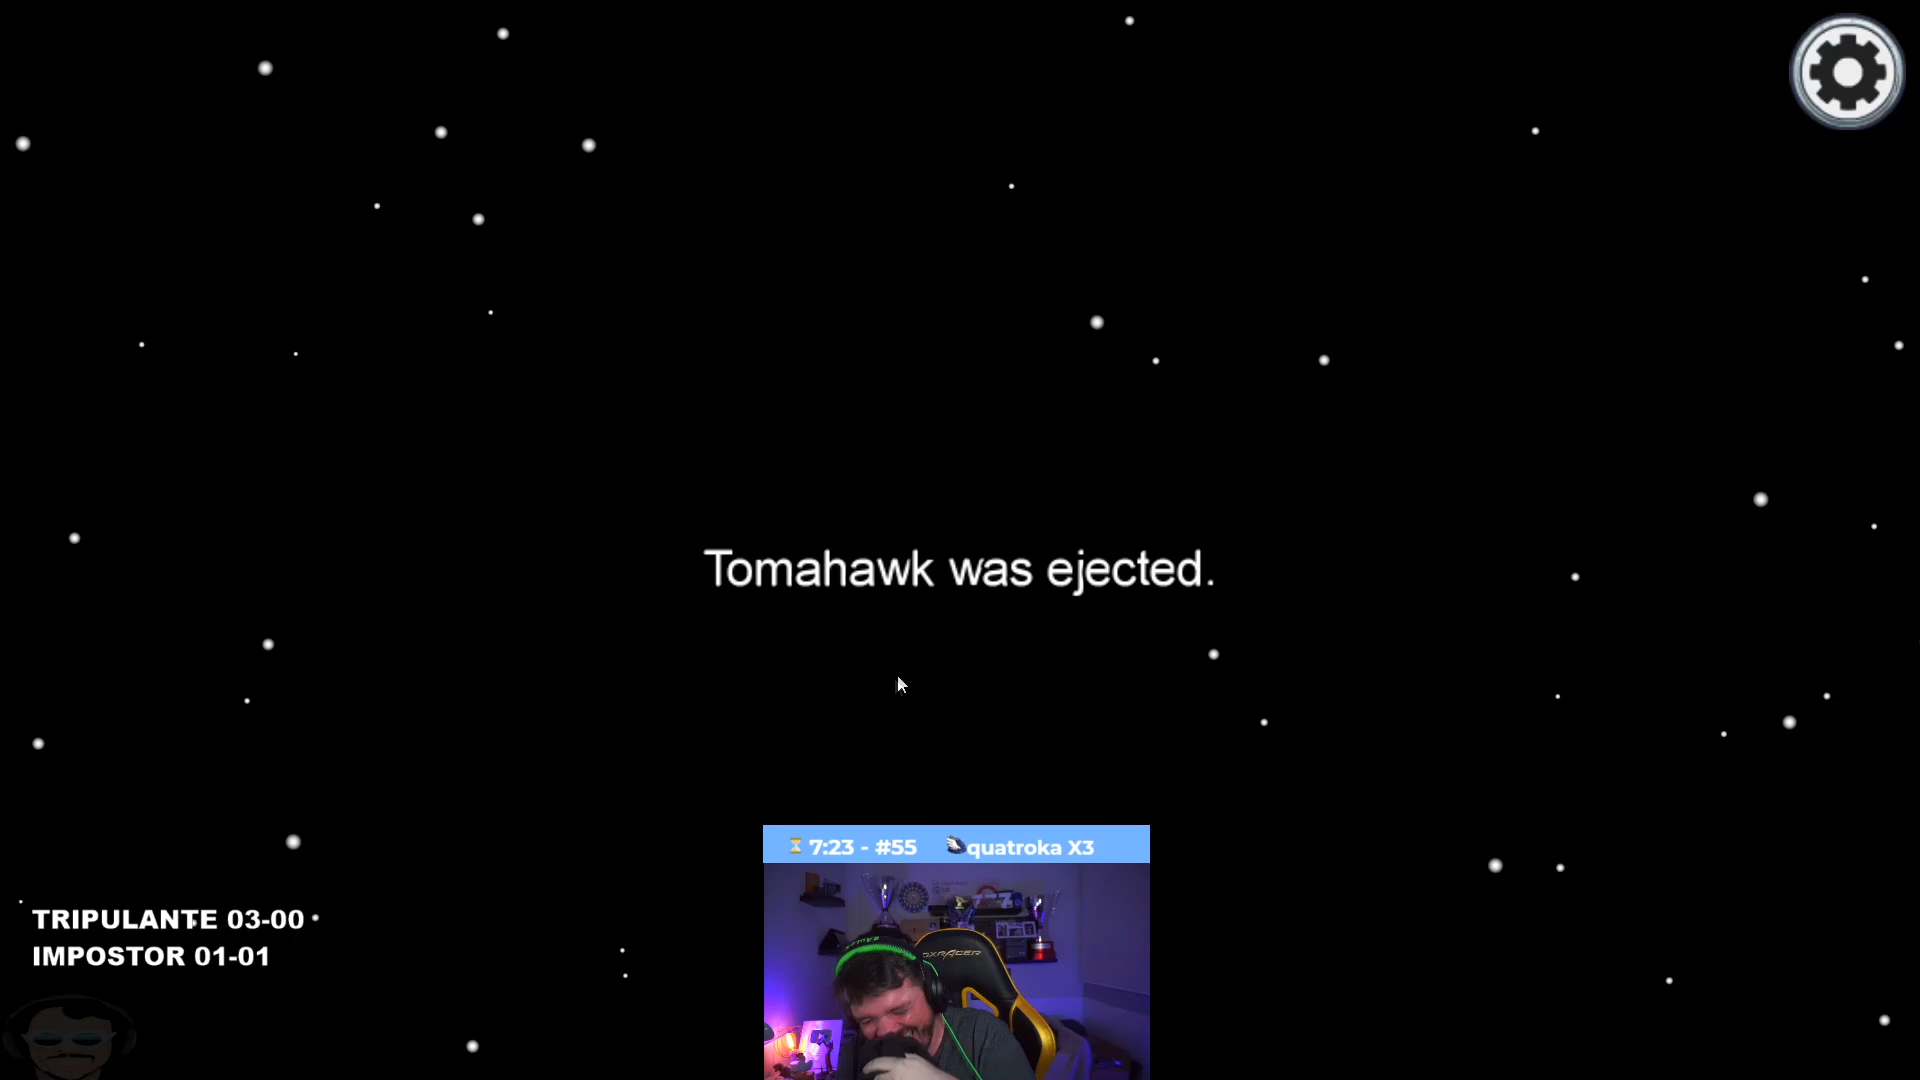 Tomahawk was ejected.
7:23 - #55 quatroka X3
TRIPULANTE 03-00
IMPOSTOR 01-01